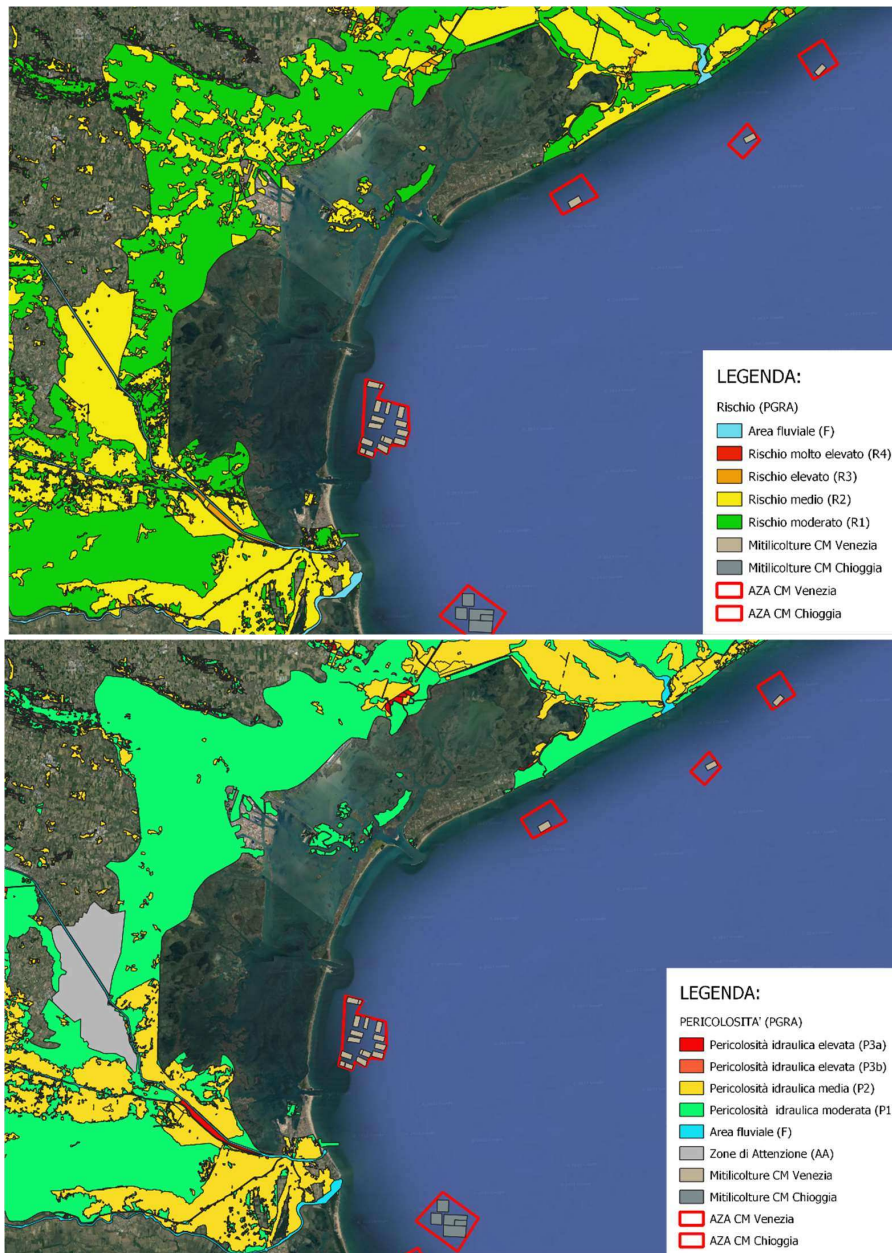 LEGENDA:
Rischio (PGRA)
Area fluviale (F)
Rischio molto elevato (R4)
Rischio elevato (R3)
Rischio medio (R2)
Rischio moderato (R1)
Mitilicolture CM Venezia
Mitilicolture CM Chioggia
AZA CM Venezia
AZA CM Chioggia
LEGENDA:
PERICOLOSITA' (PGRA)
Pericolosità idraulica elevata (P3a)
Pericolosità idraulica elevata (P3b)
Pericolosità idraulica media (P2)
Pericolosità idraulica moderata (P1
Area fluviale (F)
Zone di Attenzione (AA)
Mitilicolture CM Venezia
Mitilicolture CM Chioggia
AZA CM Venezia
AZA CM Chioggia